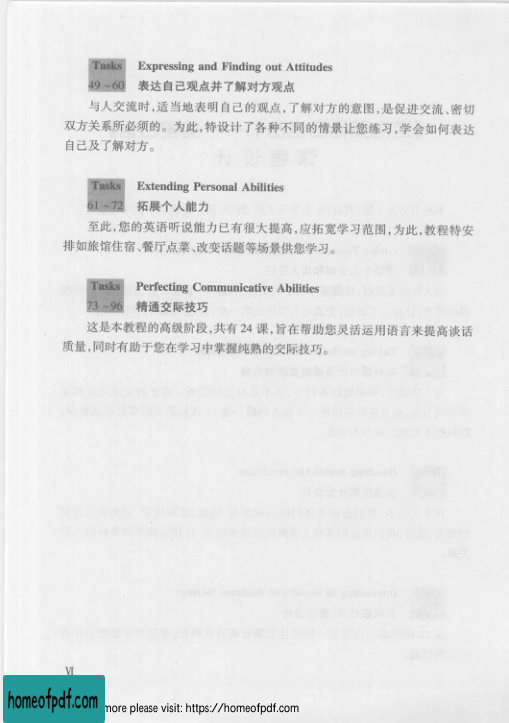 Tasks Expressing and Finding out Attitudes
49~60 表达自己观点并了解对方观点
与人交流时,适当地表明自己的观点,了解对方的意图,是促进交流、密切
双方关系所必须的。为此,特设计了各种不同的情景让您练习,学会如何表达
自己及了解对方。
Tasks Extending Personal Abilities
61~72 拓展个人能力
至此,您的英语听说能力已有很大提高,应拓宽学习范围,为此,教程特安
排如旅馆住宿、餐厅点菜、改变话题等场景供您学习。
Tasks Perfecting Communicative Abilities
73~96 精通交际技巧
这是本教程的高级阶段,共有 24 课,旨在帮助您灵活运用语言来提高谈话
质量,同时有助于您在学习中掌握纯熟的交际技巧。
Ⅵ
homeofpdf.com
more please visit: https://homeofpdf.com